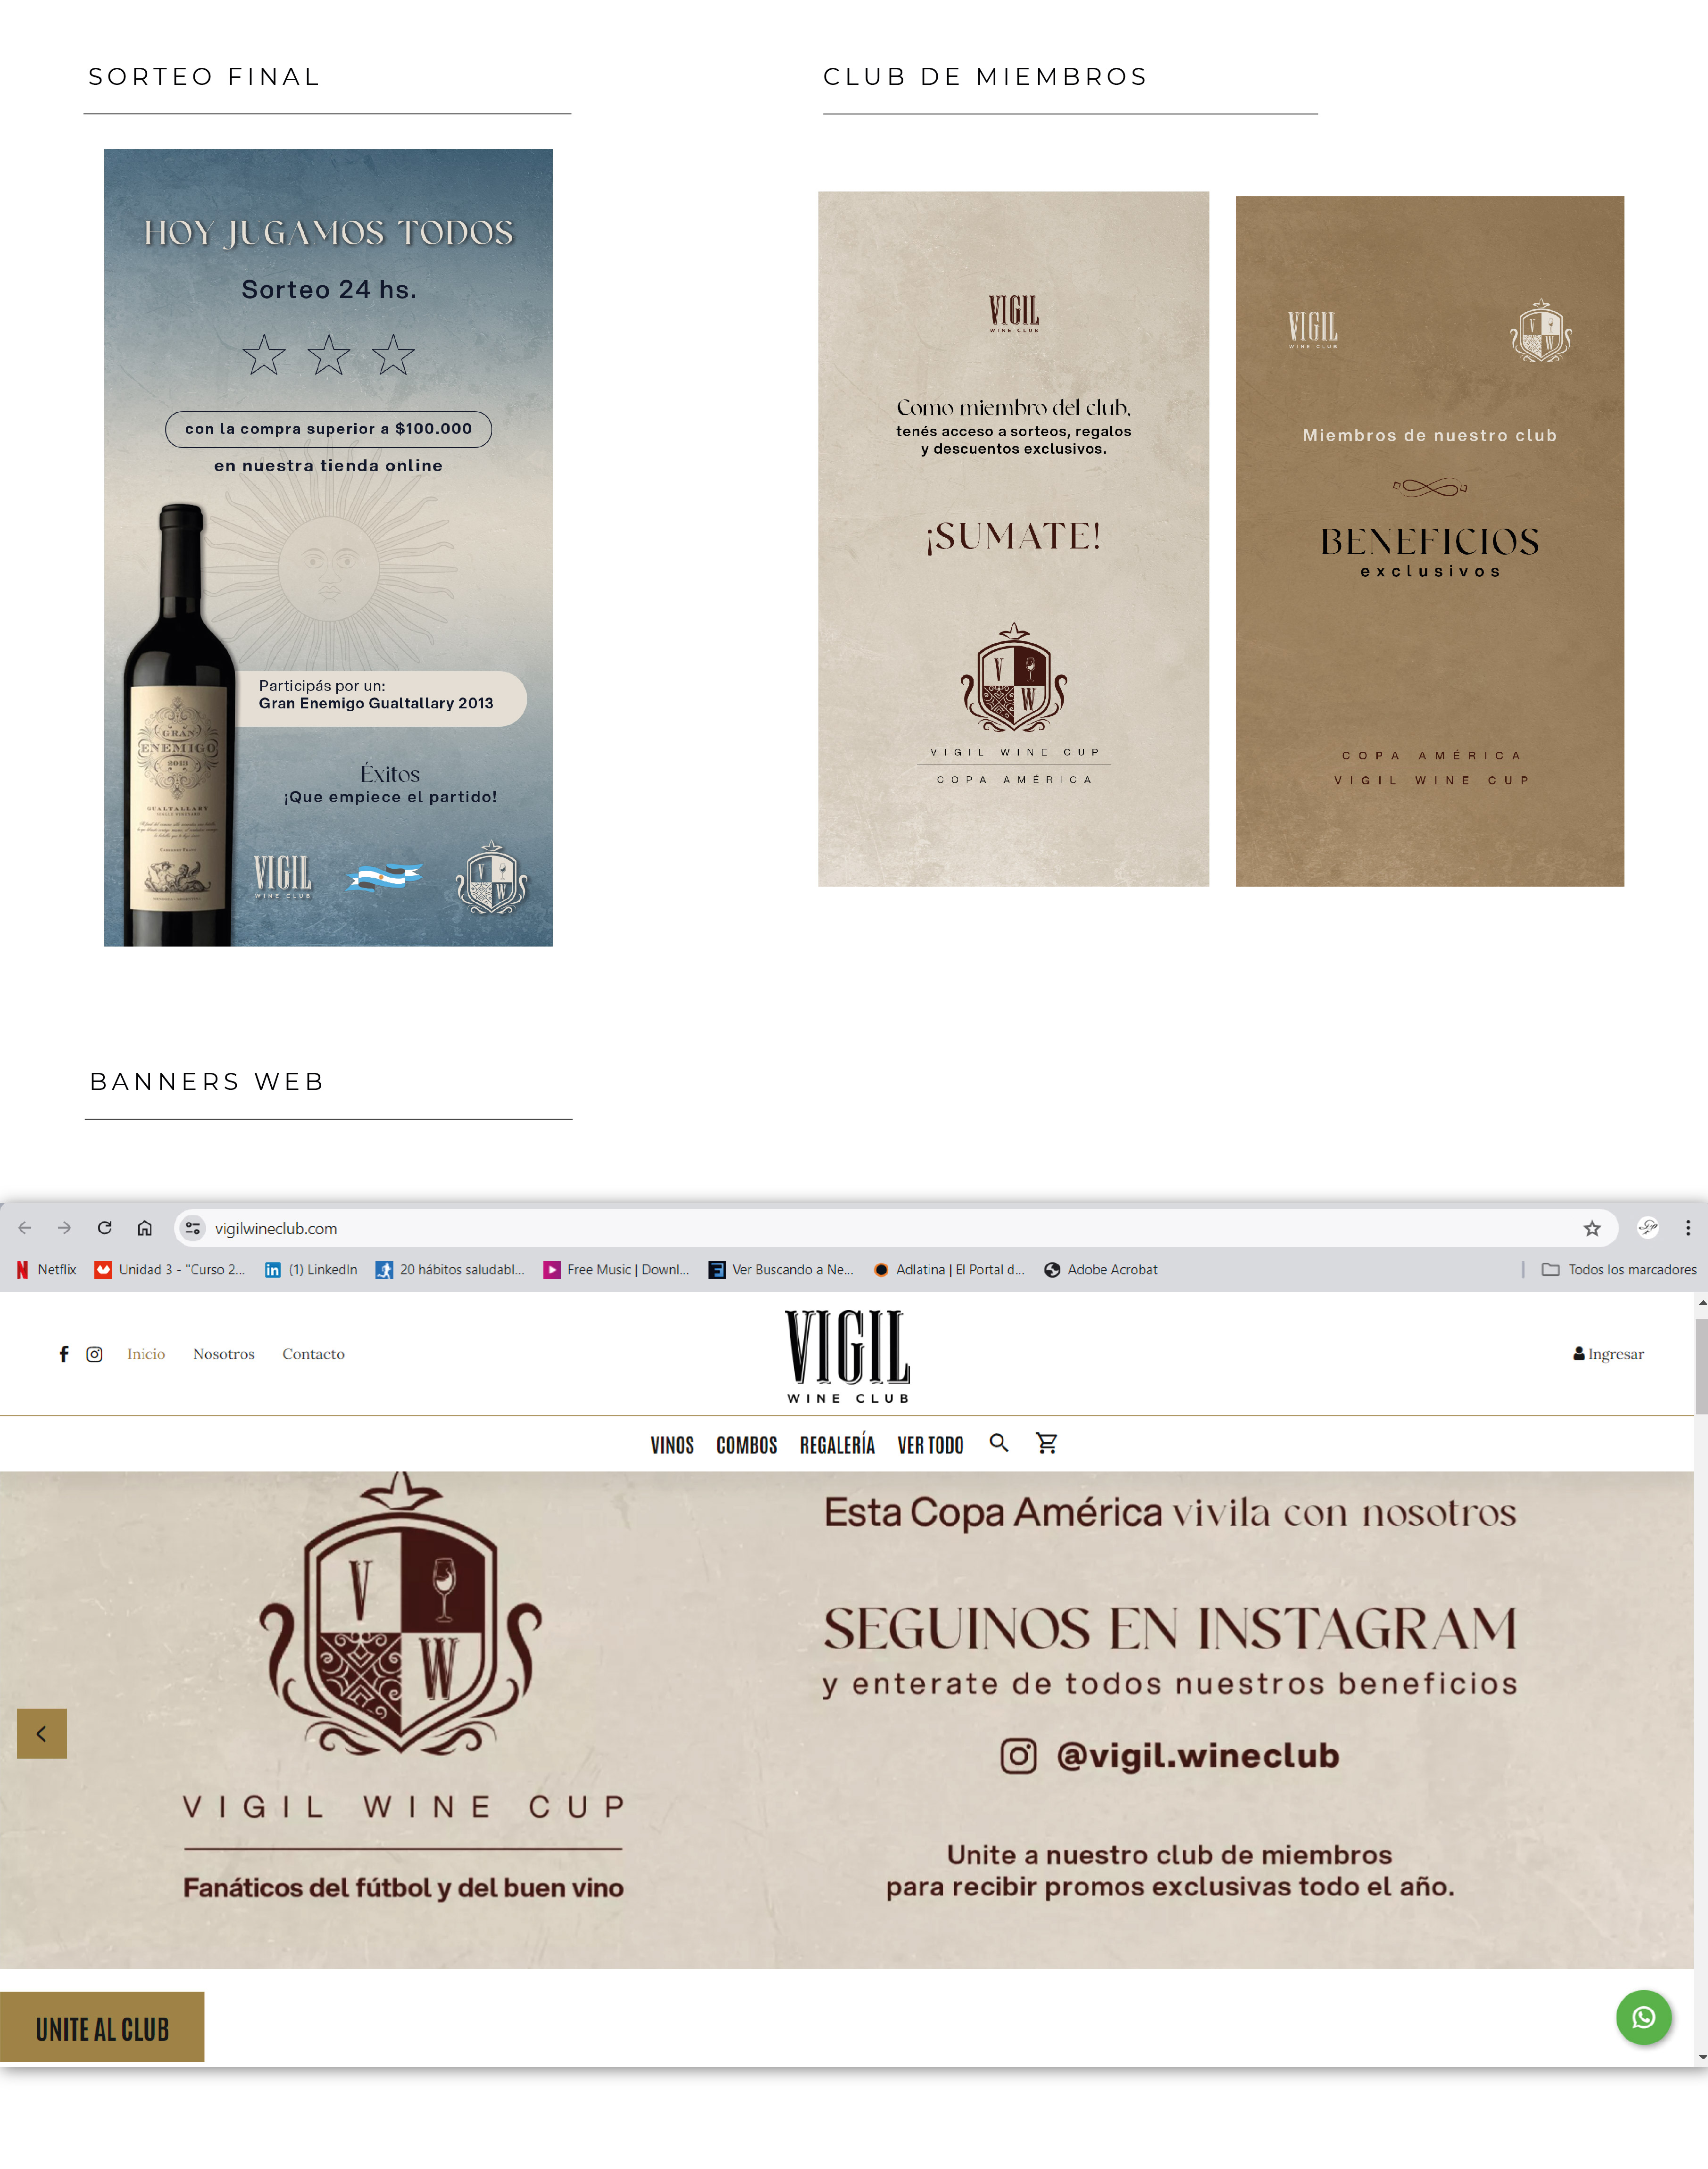 SORTEO FINAL
HOY JUGAMOS TODOS
Sorteo 24 hs.
con la compra superior a $100.000
en nuestra tienda online
Participás por un:
Gran Enemigo Gualtallary 2013
GRAN
ENEMIGO
2013
GUALTALLARY
SINGLE VINEYARD
CABERNET FRANC
Éxitos
¡Que empiece el partido!
VIGIL
WINE CLUB
V
W
CLUB DE MIEMBROS
VIGIL
WINE CLUB
Como miembro del club,
tenés acceso a sorteos, regalos
y descuentos exclusivos.
¡SUMATE!
V
W
VIGIL WINE CUP
COPA AMÉRICA
VIGIL
WINE CLUB
V
W
Miembros de nuestro club
BENEFICIOS
exclusivos
COPA AMÉRICA
VIGIL WINE CUP
BANNERS WEB
vigilwineclub.com
Netflix
Unidad 3 - "Curso 2...
(1) LinkedIn
20 hábitos saludabl...
Free Music | Downl...
Ver Buscando a Ne...
Adlatina | El Portal d...
Adobe Acrobat
Todos los marcadores
Inicio
Nosotros
Contacto
VIGIL
WINE CLUB
Ingresar
VINOS
COMBOS
REGALERÍA
VER TODO
V
W
VIGIL WINE CUP
Fanáticos del fútbol y del buen vino
Esta Copa América vivila con nosotros
SEGUINOS EN INSTAGRAM
y enterate de todos nuestros beneficios
@vigil.wineclub
Unite a nuestro club de miembros
para recibir promos exclusivas todo el año.
UNITE AL CLUB